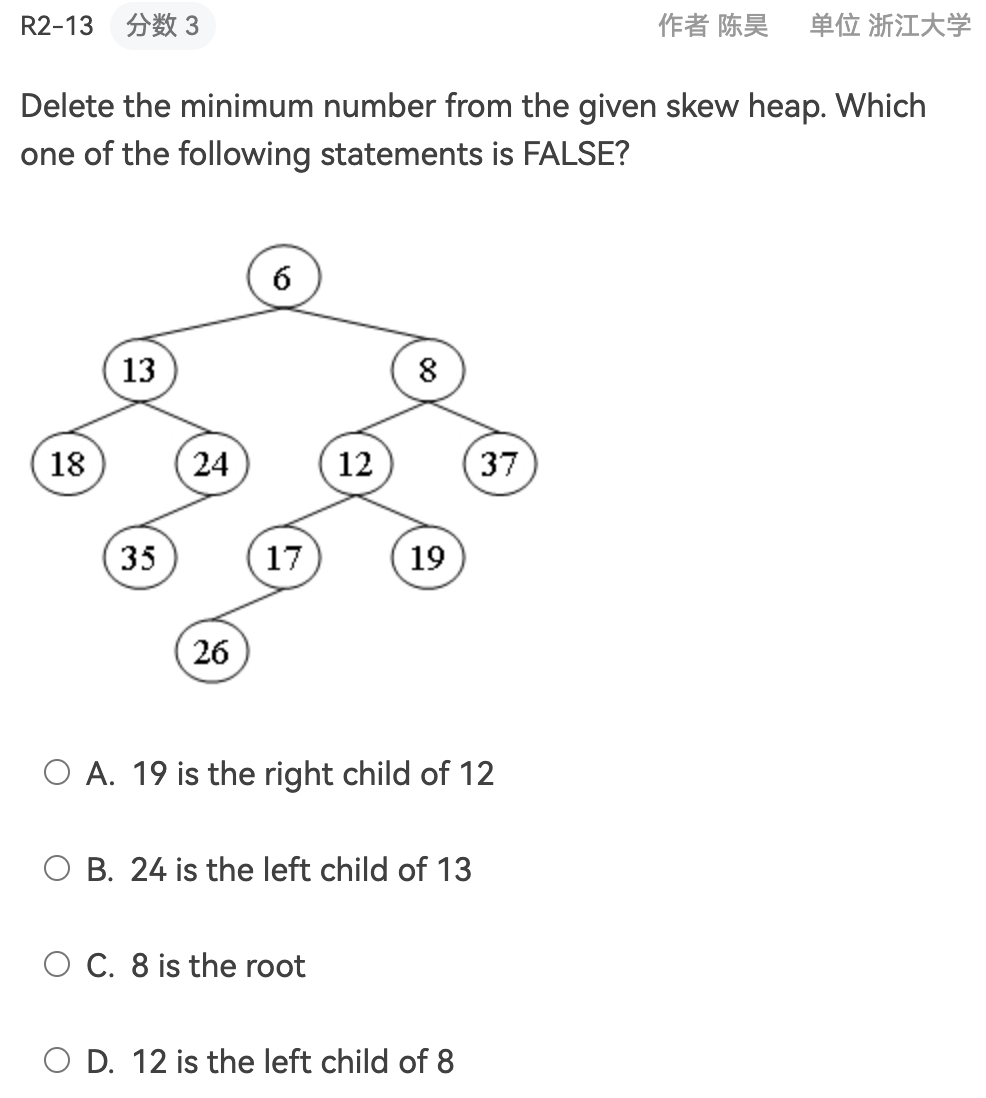 R2-13 分数 3 作者 陈昊 单位 浙江大学
Delete the minimum number from the given skew heap. Which
one of the following statements is FALSE?
6
13 8
18 24 12 37
35 17 19
26
A. 19 is the right child of 12
B. 24 is the left child of 13
C. 8 is the root
D. 12 is the left child of 8